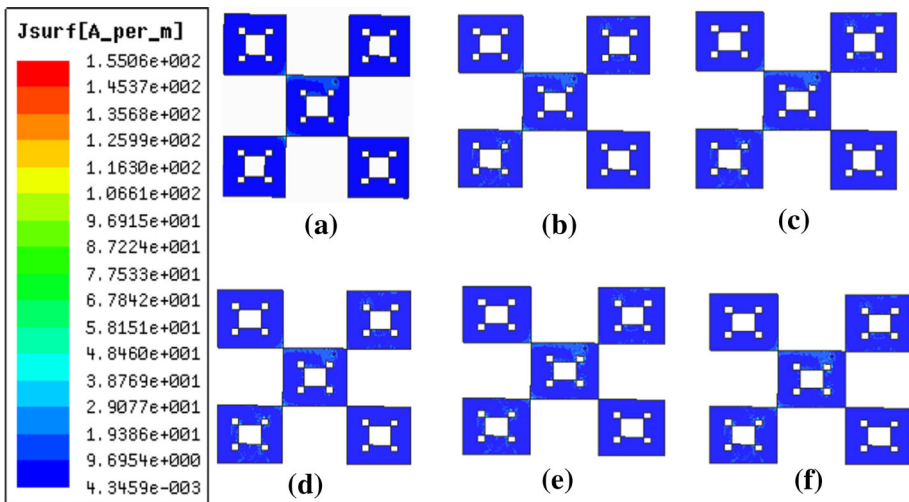 Jsurf[A_per_m]
1.5506e+002
1.4537e+002
1.3568e+002
1.2599e+002
1.1630e+002
1.0661e+002
9.6915e+001
8.7224e+001
7.7533e+001
6.7842e+001
5.8151e+001
4.8460e+001
3.8769e+001
2.9077e+001
1.9386e+001
9.6954e+000
4.3459e-003
(a)
(b)
(c)
(d)
(e)
(f)